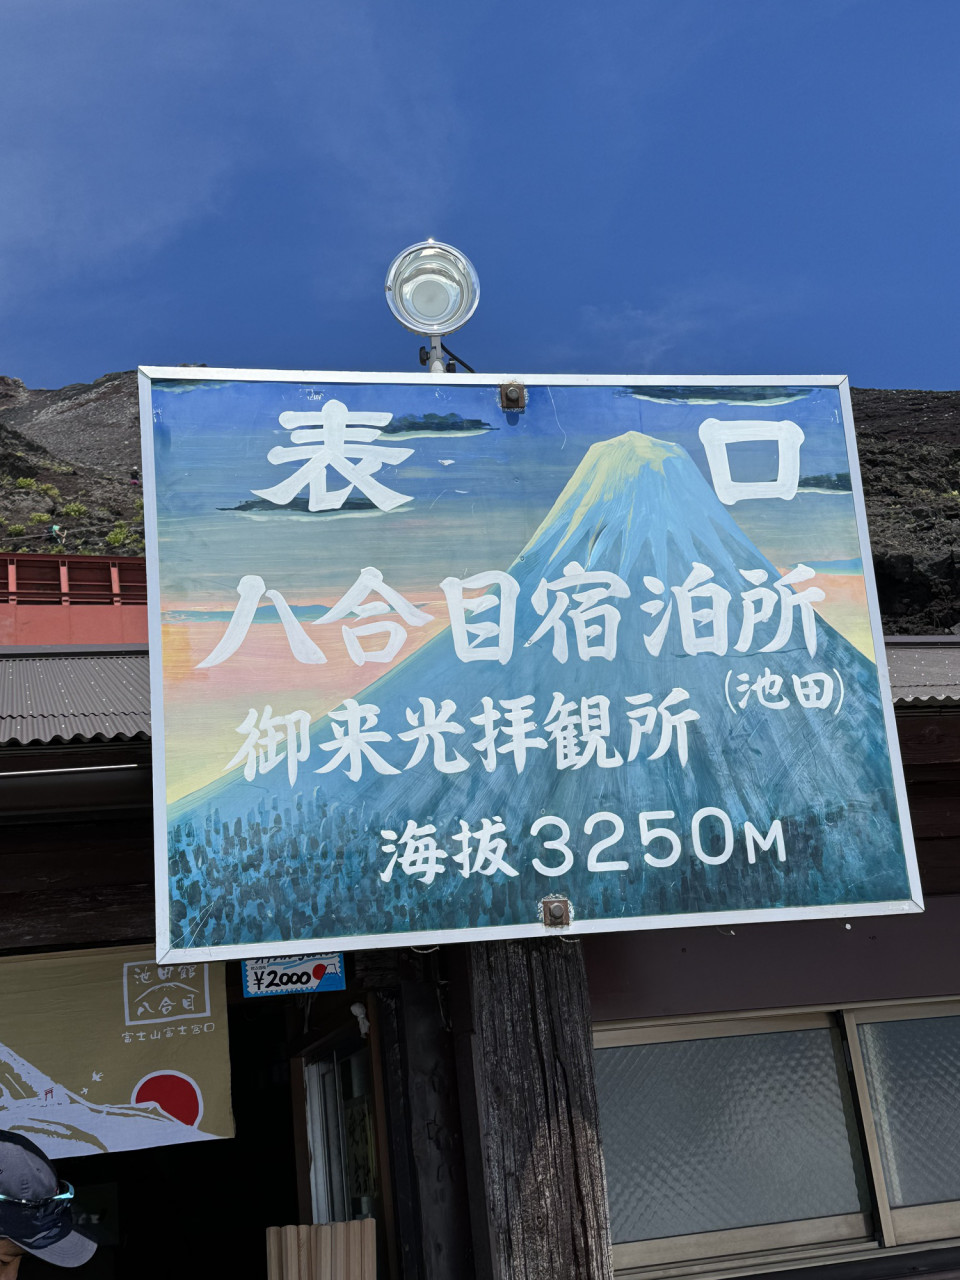 表 口
八合目宿泊所
(池田)
御来光拝観所
海抜3250M
¥2000
池田館
八合目
富士山富士宮口